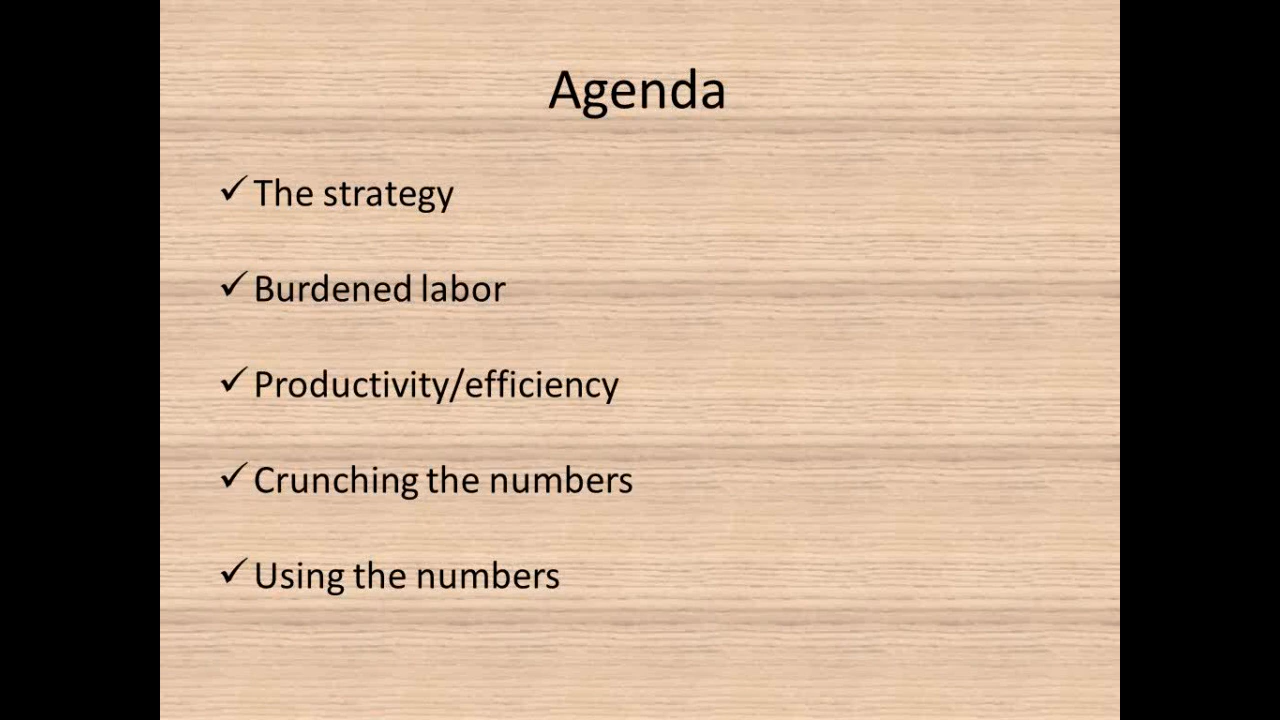 Agenda
✓ The strategy
✓ Burdened labor
✓ Productivity/efficiency
✓ Crunching the numbers
✓ Using the numbers